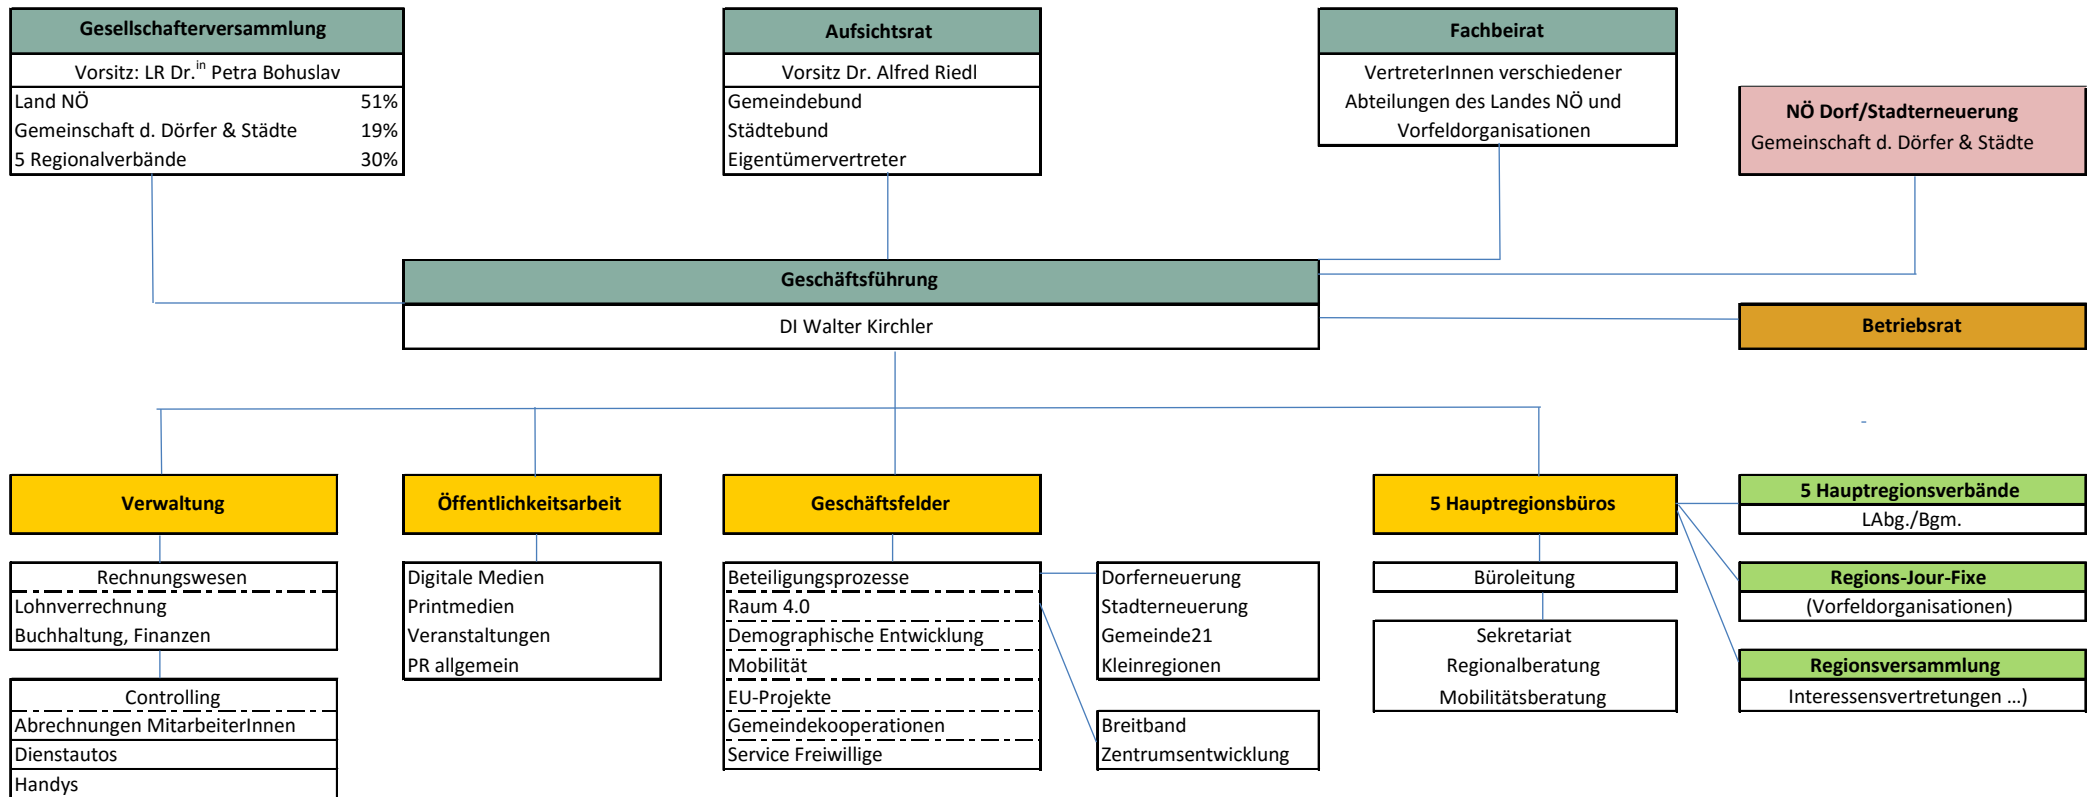 Gesellschafterversammlung
Vorsitz: LR Dr.in Petra Bohuslav
Land NÖ 51%
Gemeinschaft d. Dörfer & Städte 19%
5 Regionalverbände 30%
Aufsichtsrat
Vorsitz Dr. Alfred Riedl
Gemeindebund
Städtebund
Eigentümervertreter
Fachbeirat
VertreterInnen verschiedener
Abteilungen des Landes NÖ und
Vorfeldorganisationen
NÖ Dorf/Stadterneuerung
Gemeinschaft d. Dörfer & Städte
Geschäftsführung
DI Walter Kirchler
Betriebsrat
-
Verwaltung
Rechnungswesen
Lohnverrechnung
Buchhaltung, Finanzen
Controlling
Abrechnungen MitarbeiterInnen
Dienstautos
Handys
Öffentlichkeitsarbeit
Digitale Medien
Printmedien
Veranstaltungen
PR allgemein
Geschäftsfelder
Beteiligungsprozesse
Raum 4.0
Demographische Entwicklung
Mobilität
EU-Projekte
Gemeindekooperationen
Service Freiwillige
Dorferneuerung
Stadterneuerung
Gemeinde21
Kleinregionen
Breitband
Zentrumsentwicklung
5 Hauptregionsbüros
Büroleitung
Sekretariat
Regionalberatung
Mobilitätsberatung
5 Hauptregionsverbände
LAbg./Bgm.
Regions-Jour-Fixe
(Vorfeldorganisationen)
Regionsversammlung
Interessensvertretungen ...)